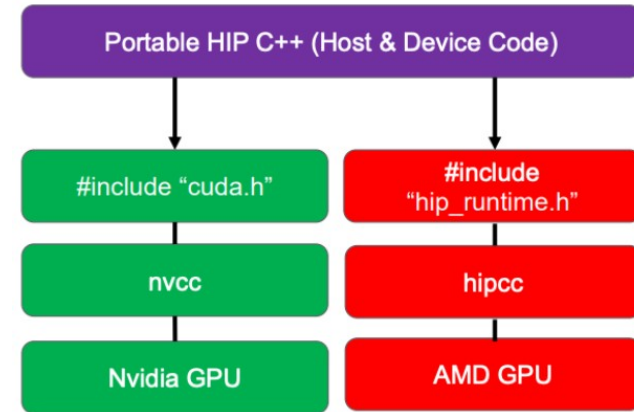 Portable HIP C++ (Host & Device Code)
#include “cuda.h”
#include
“hip_runtime.h”
nvcc
hipcc
Nvidia GPU
AMD GPU